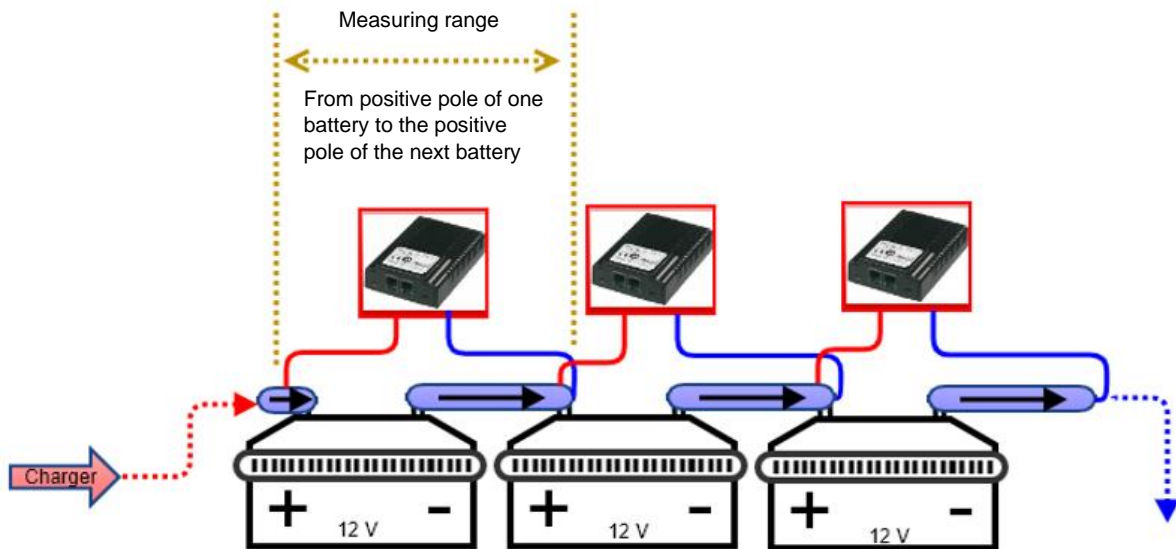 Measuring range
From positive pole of one
battery to the positive
pole of the next battery
Charger
+ -
12 V
+ -
12 V
+ -
12 V